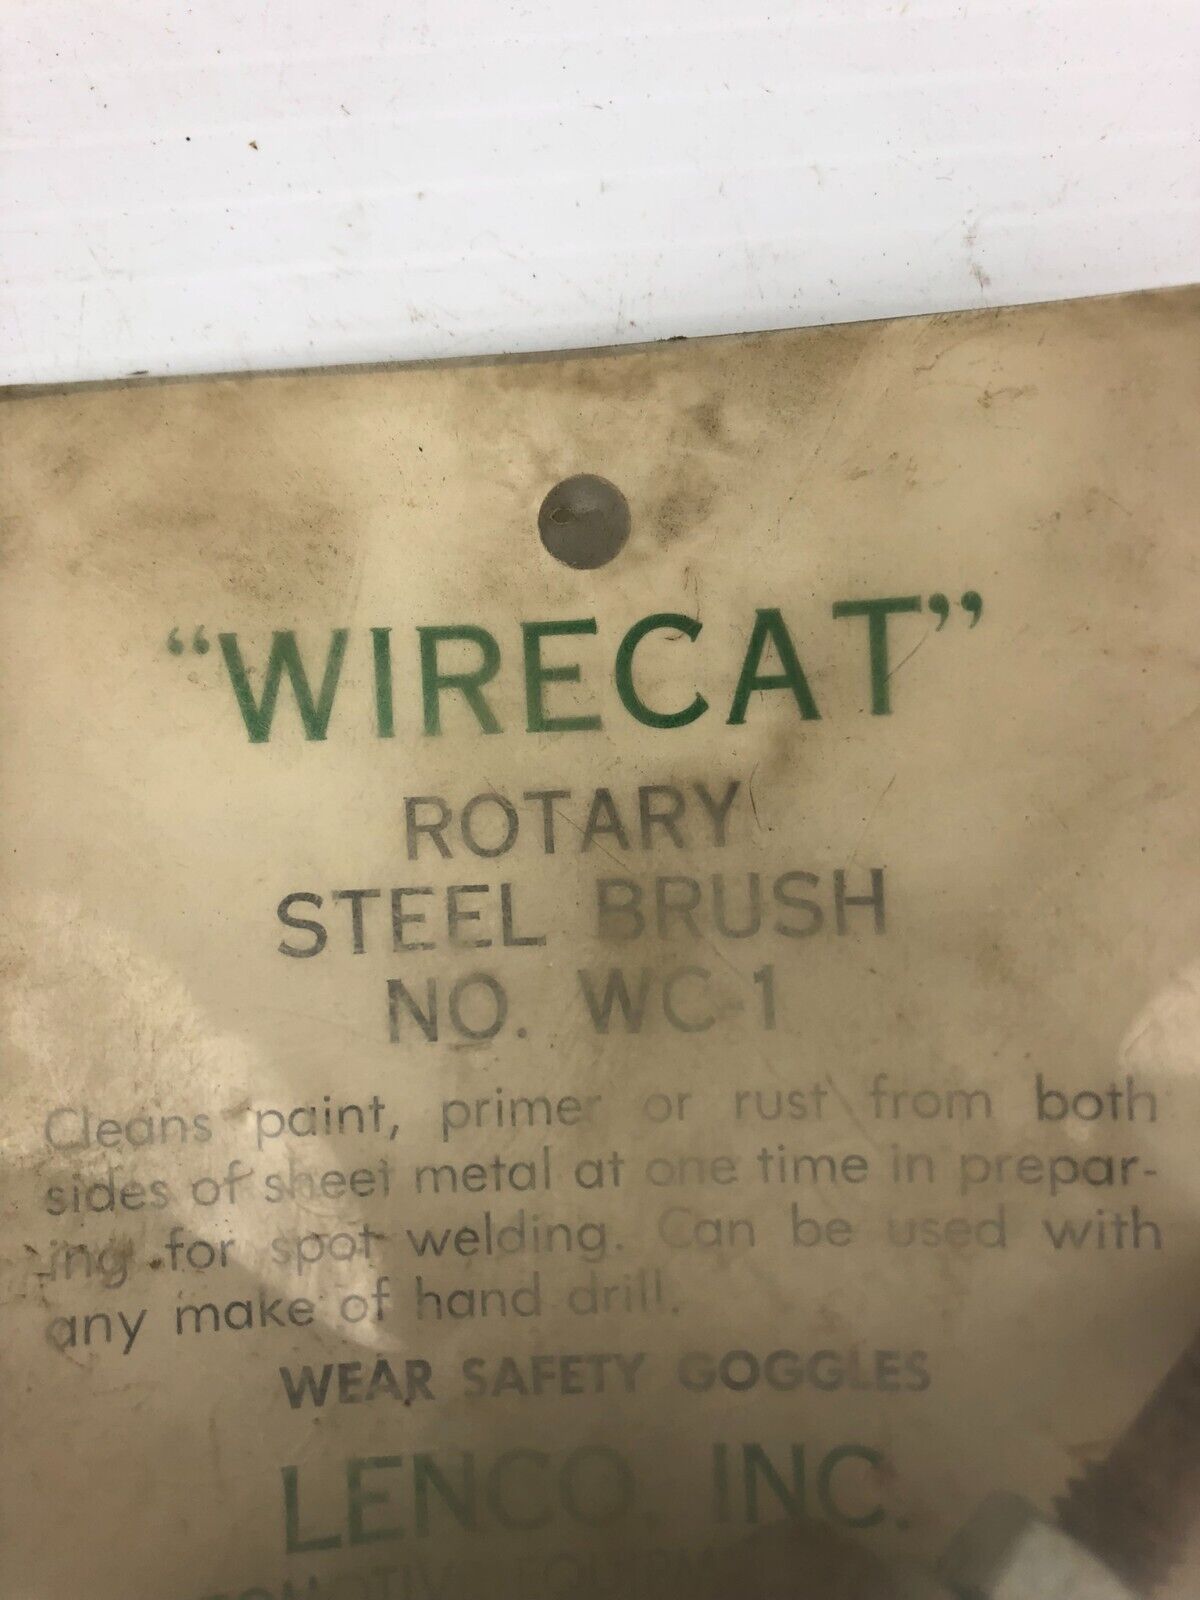 “WIRECAT”
ROTARY
STEEL BRUSH
NO. WC-1
Cleans paint, primer or rust from both
sides of sheet metal at one time in prepar-
ing for spot welding. Can be used with
any make of hand drill.
WEAR SAFETY GOGGLES
LENCO, INC.